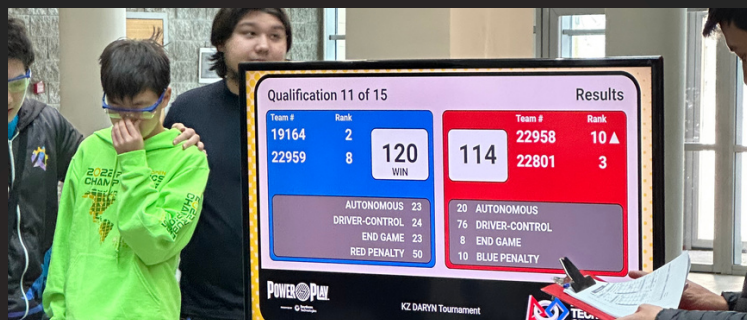 Qualification 11 of 15
Results
Team # Rank
19164 2
22959 8
120
WIN
AUTONOMOUS 23
DRIVER-CONTROL 24
END GAME 23
RED PENALTY 50
Team # Rank
22958 10▲
22801 3
114
20 AUTONOMOUS
76 DRIVER-CONTROL
8 END GAME
10 BLUE PENALTY
POWERPLAY
KZ DARYN Tournament
TECH